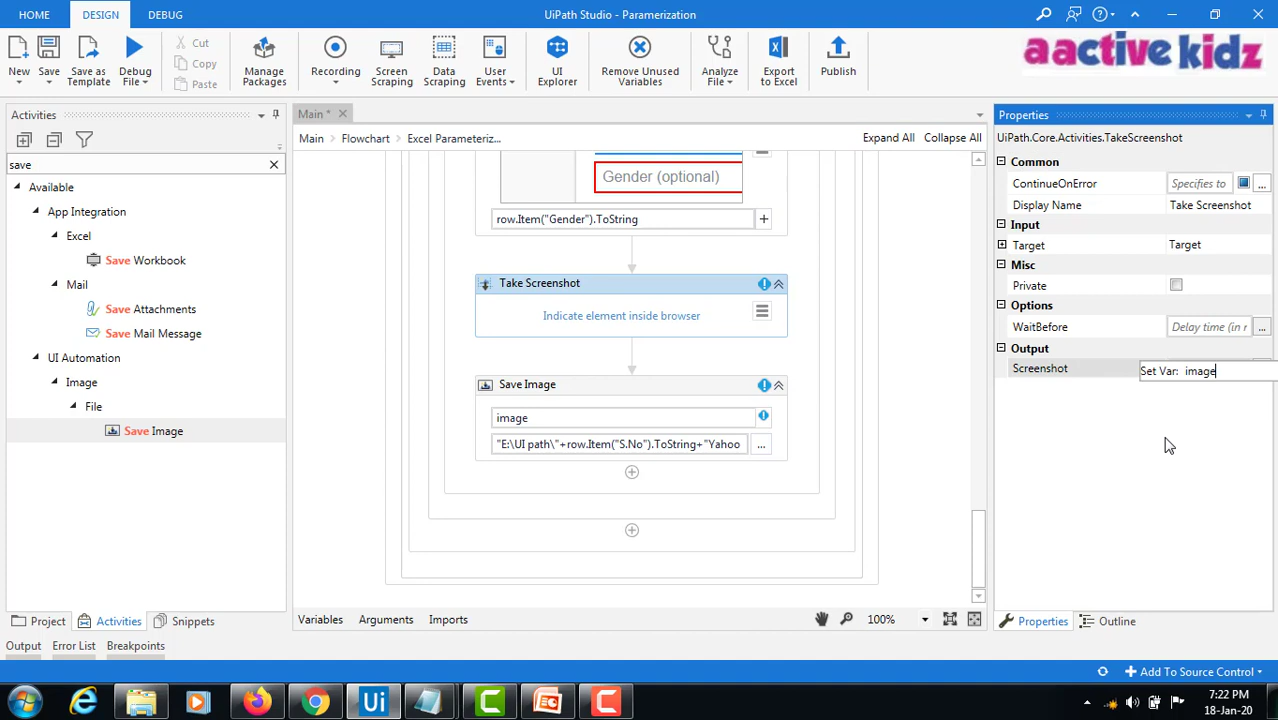 HOME
DESIGN
DEBUG
UiPath Studio - Paramerization
New
Save
Save as Template
Debug File
Cut
Copy
Paste
Manage Packages
Recording
Screen Scraping
Data Scraping
User Events
UI Explorer
Remove Unused Variables
Analyze File
Export to Excel
Publish
aactive kidz
Activities
save
Available
App Integration
Excel
Save Workbook
Mail
Save Attachments
Save Mail Message
UI Automation
Image
File
Save Image
Project
Activities
Snippets
Main *
Main
Flowchart
Excel Parameteriz...
Expand All
Collapse All
Gender (optional)
row.Item("Gender").ToString
Take Screenshot
Indicate element inside browser
Save Image
image
"E:\UI path\"+row.Item("S.No").ToString+"Yahoo
...
Variables
Arguments
Imports
100%
Properties
UiPath.Core.Activities.TakeScreenshot
Common
ContinueOnError
Specifies to
...
Display Name
Take Screenshot
Input
Target
Target
Misc
Private
Options
WaitBefore
Delay time (in r
...
Output
Screenshot
Set Var: image
Properties
Outline
Output
Error List
Breakpoints
Add To Source Control
Ui
7:22 PM
18-Jan-20